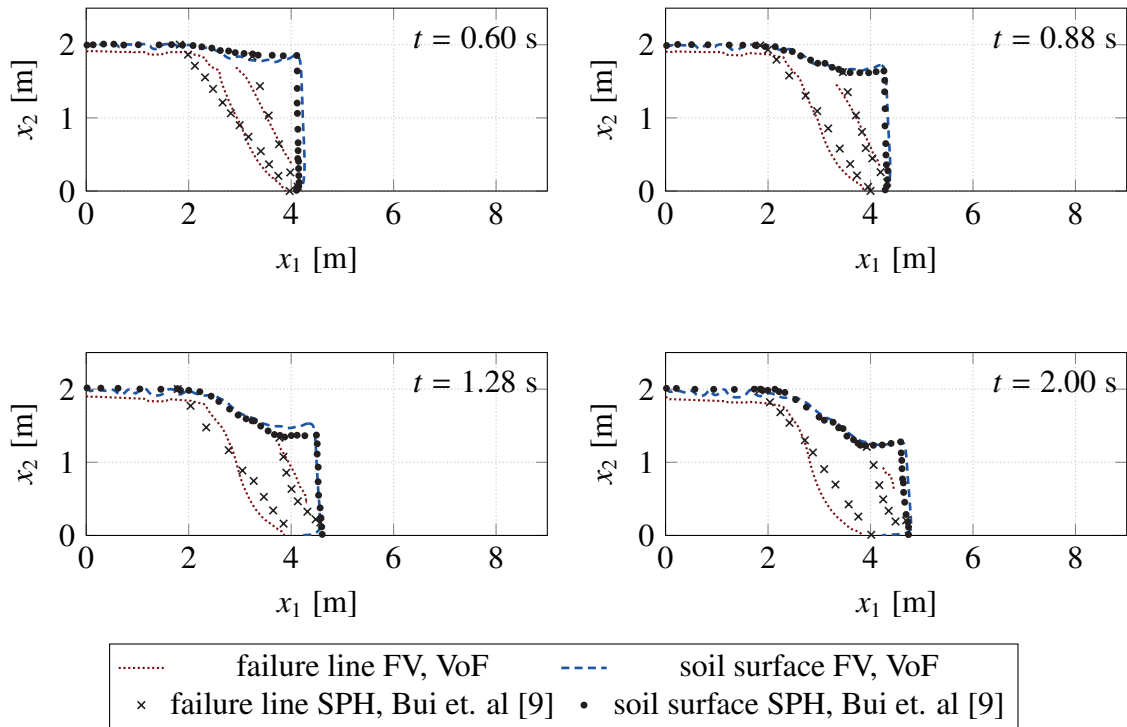 t = 0.60 s
x₂ [m]
2
1
0
0 2 4 6 8
x₁ [m]
t = 0.88 s
x₂ [m]
2
1
0
0 2 4 6 8
x₁ [m]
t = 1.28 s
x₂ [m]
2
1
0
0 2 4 6 8
x₁ [m]
t = 2.00 s
x₂ [m]
2
1
0
0 2 4 6 8
x₁ [m]
failure line FV, VoF
soil surface FV, VoF
failure line SPH, Bui et. al [9]
soil surface SPH, Bui et. al [9]